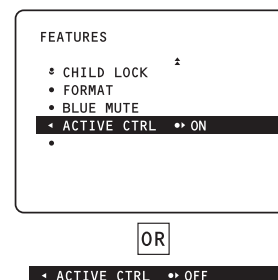 FEATURES
CHILD LOCK
• FORMAT
• BLUE MUTE
◂ ACTIVE CTRL •▸ ON
•
OR
◂ ACTIVE CTRL •▸ OFF